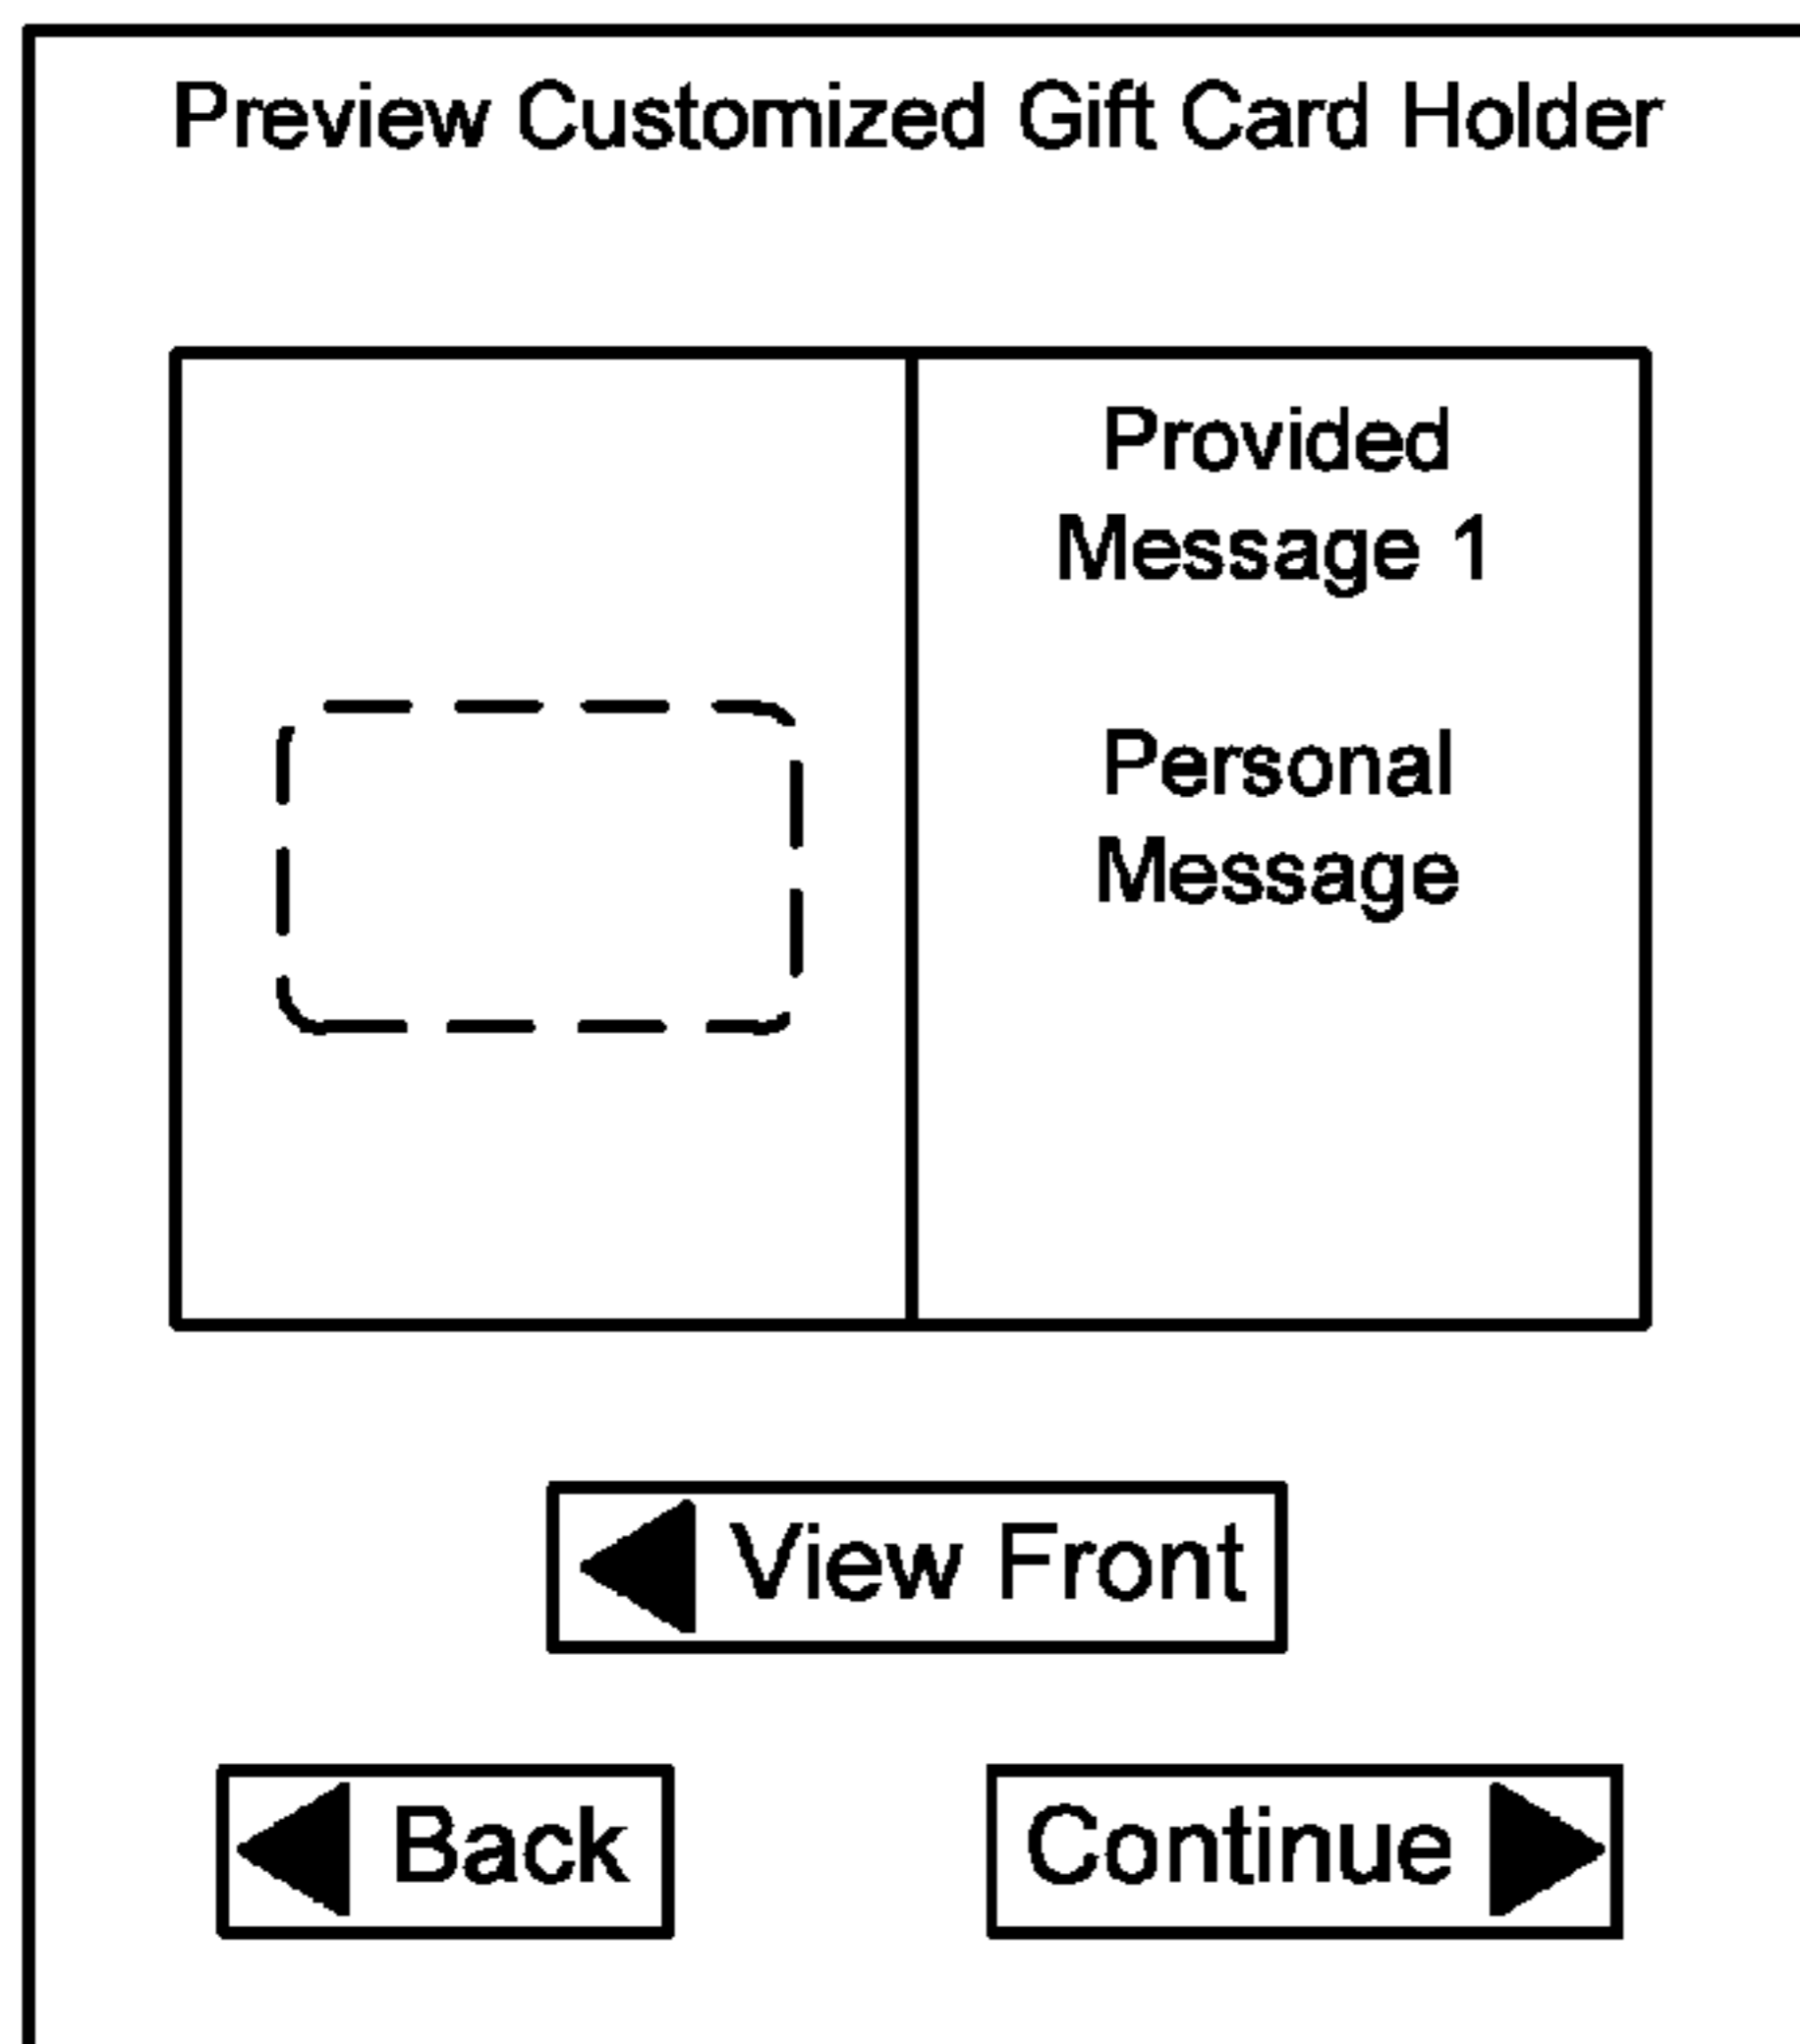 Preview Customized Gift Card Holder
Provided
Message 1
Personal
Message
View Front
Back
Continue